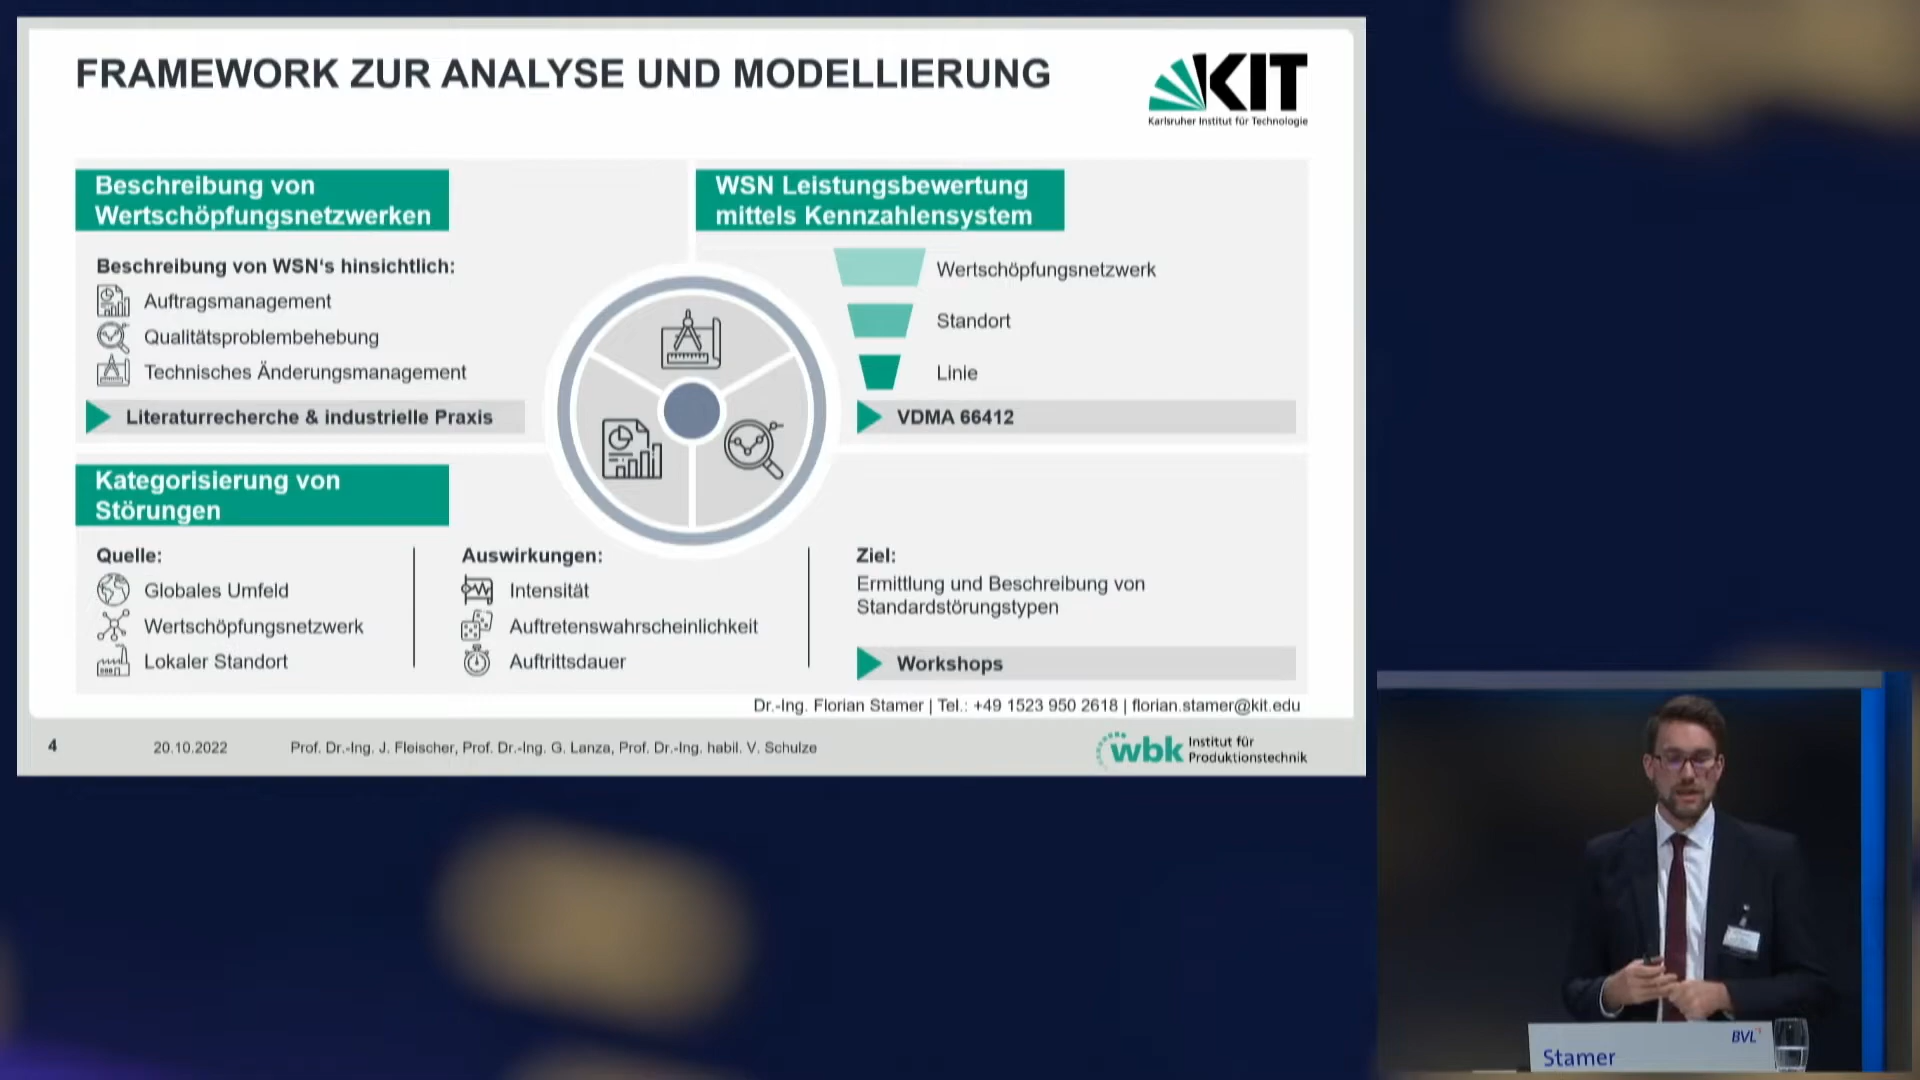 FRAMEWORK ZUR ANALYSE UND MODELLIERUNG
KIT
Karlsruher Institut für Technologie
Beschreibung von
Wertschöpfungsnetzwerken
Beschreibung von WSN's hinsichtlich:
Auftragsmanagement
Qualitätsproblembehebung
Technisches Änderungsmanagement
Literaturrecherche & industrielle Praxis
WSN Leistungsbewertung
mittels Kennzahlensystem
Wertschöpfungsnetzwerk
Standort
Linie
VDMA 66412
Kategorisierung von
Störungen
Quelle:
Globales Umfeld
Wertschöpfungsnetzwerk
Lokaler Standort
Auswirkungen:
Intensität
Auftretenswahrscheinlichkeit
Auftrittsdauer
Ziel:
Ermittlung und Beschreibung von
Standardstörungstypen
Workshops
Dr.-Ing. Florian Stamer | Tel.: +49 1523 950 2618 | florian.stamer@kit.edu
4
20.10.2022
Prof. Dr.-Ing. J. Fleischer, Prof. Dr.-Ing. G. Lanza, Prof. Dr.-Ing. habil. V. Schulze
wbk Institut für
Produktionstechnik
BVL
Stamer